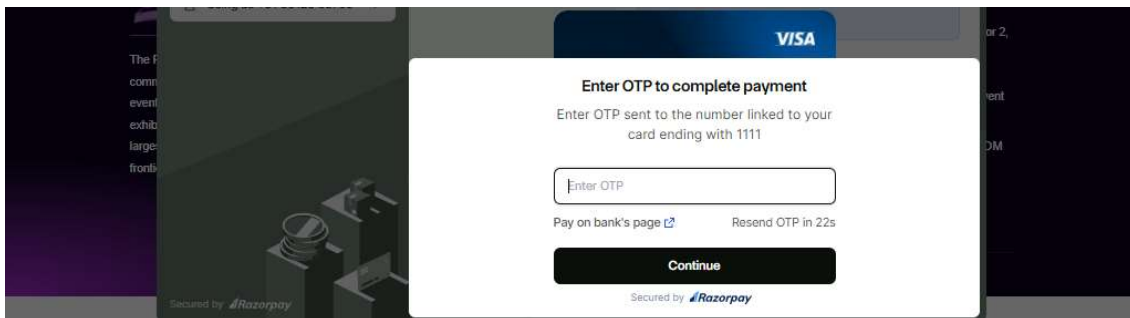 VISA
or 2,
The F
comm
event
exhib
large
fronti
ent
OM
Enter OTP to complete payment
Enter OTP sent to the number linked to your
card ending with 1111
Enter OTP
Pay on bank's page
Resend OTP in 22s
Continue
Secured by Razorpay
Secured by Razorpay